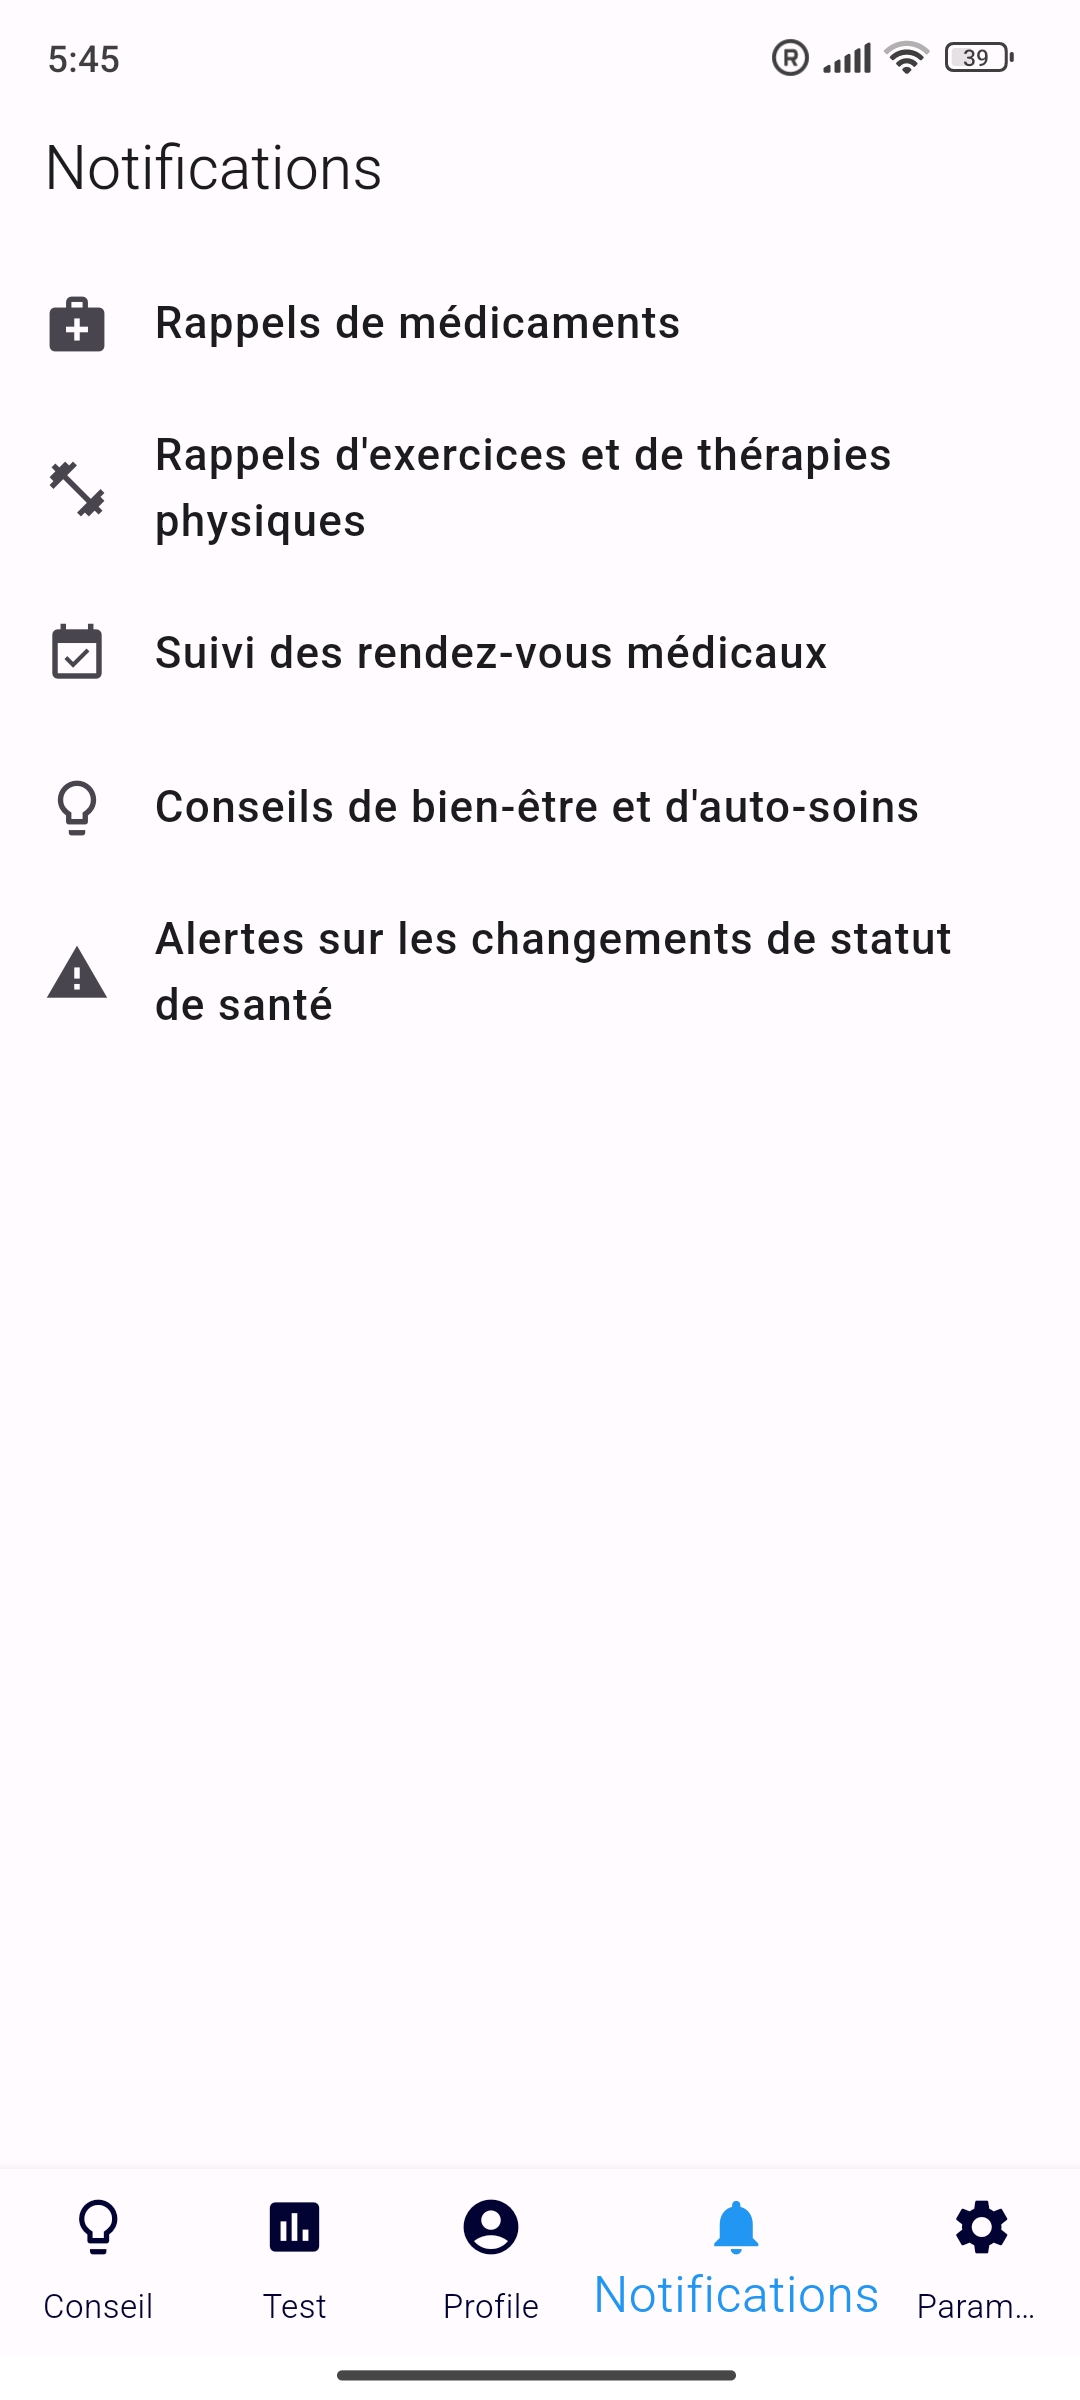 5:45
R
39
Notifications
Rappels de médicaments
Rappels d'exercices et de thérapies
physiques
Suivi des rendez-vous médicaux
Conseils de bien-être et d'auto-soins
Alertes sur les changements de statut
de santé
Conseil
Test
Profile
Notifications
Param...